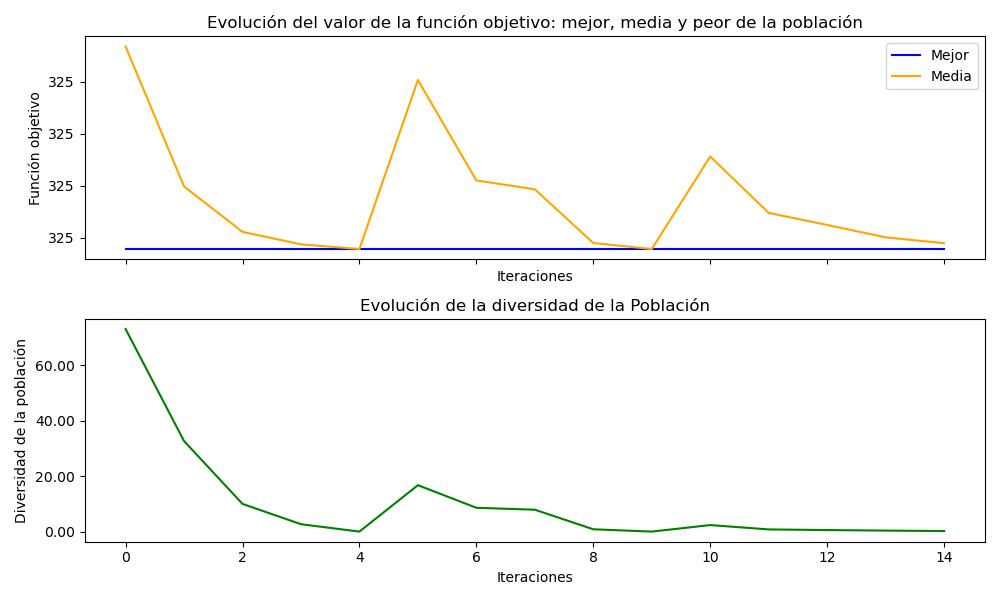 Evolución del valor de la función objetivo: mejor, media y peor de la población
Función objetivo
325
325
325
325
Mejor
Media
Iteraciones
Evolución de la diversidad de la Población
Diversidad de la población
60.00
40.00
20.00
0.00
0 2 4 6 8 10 12 14
Iteraciones